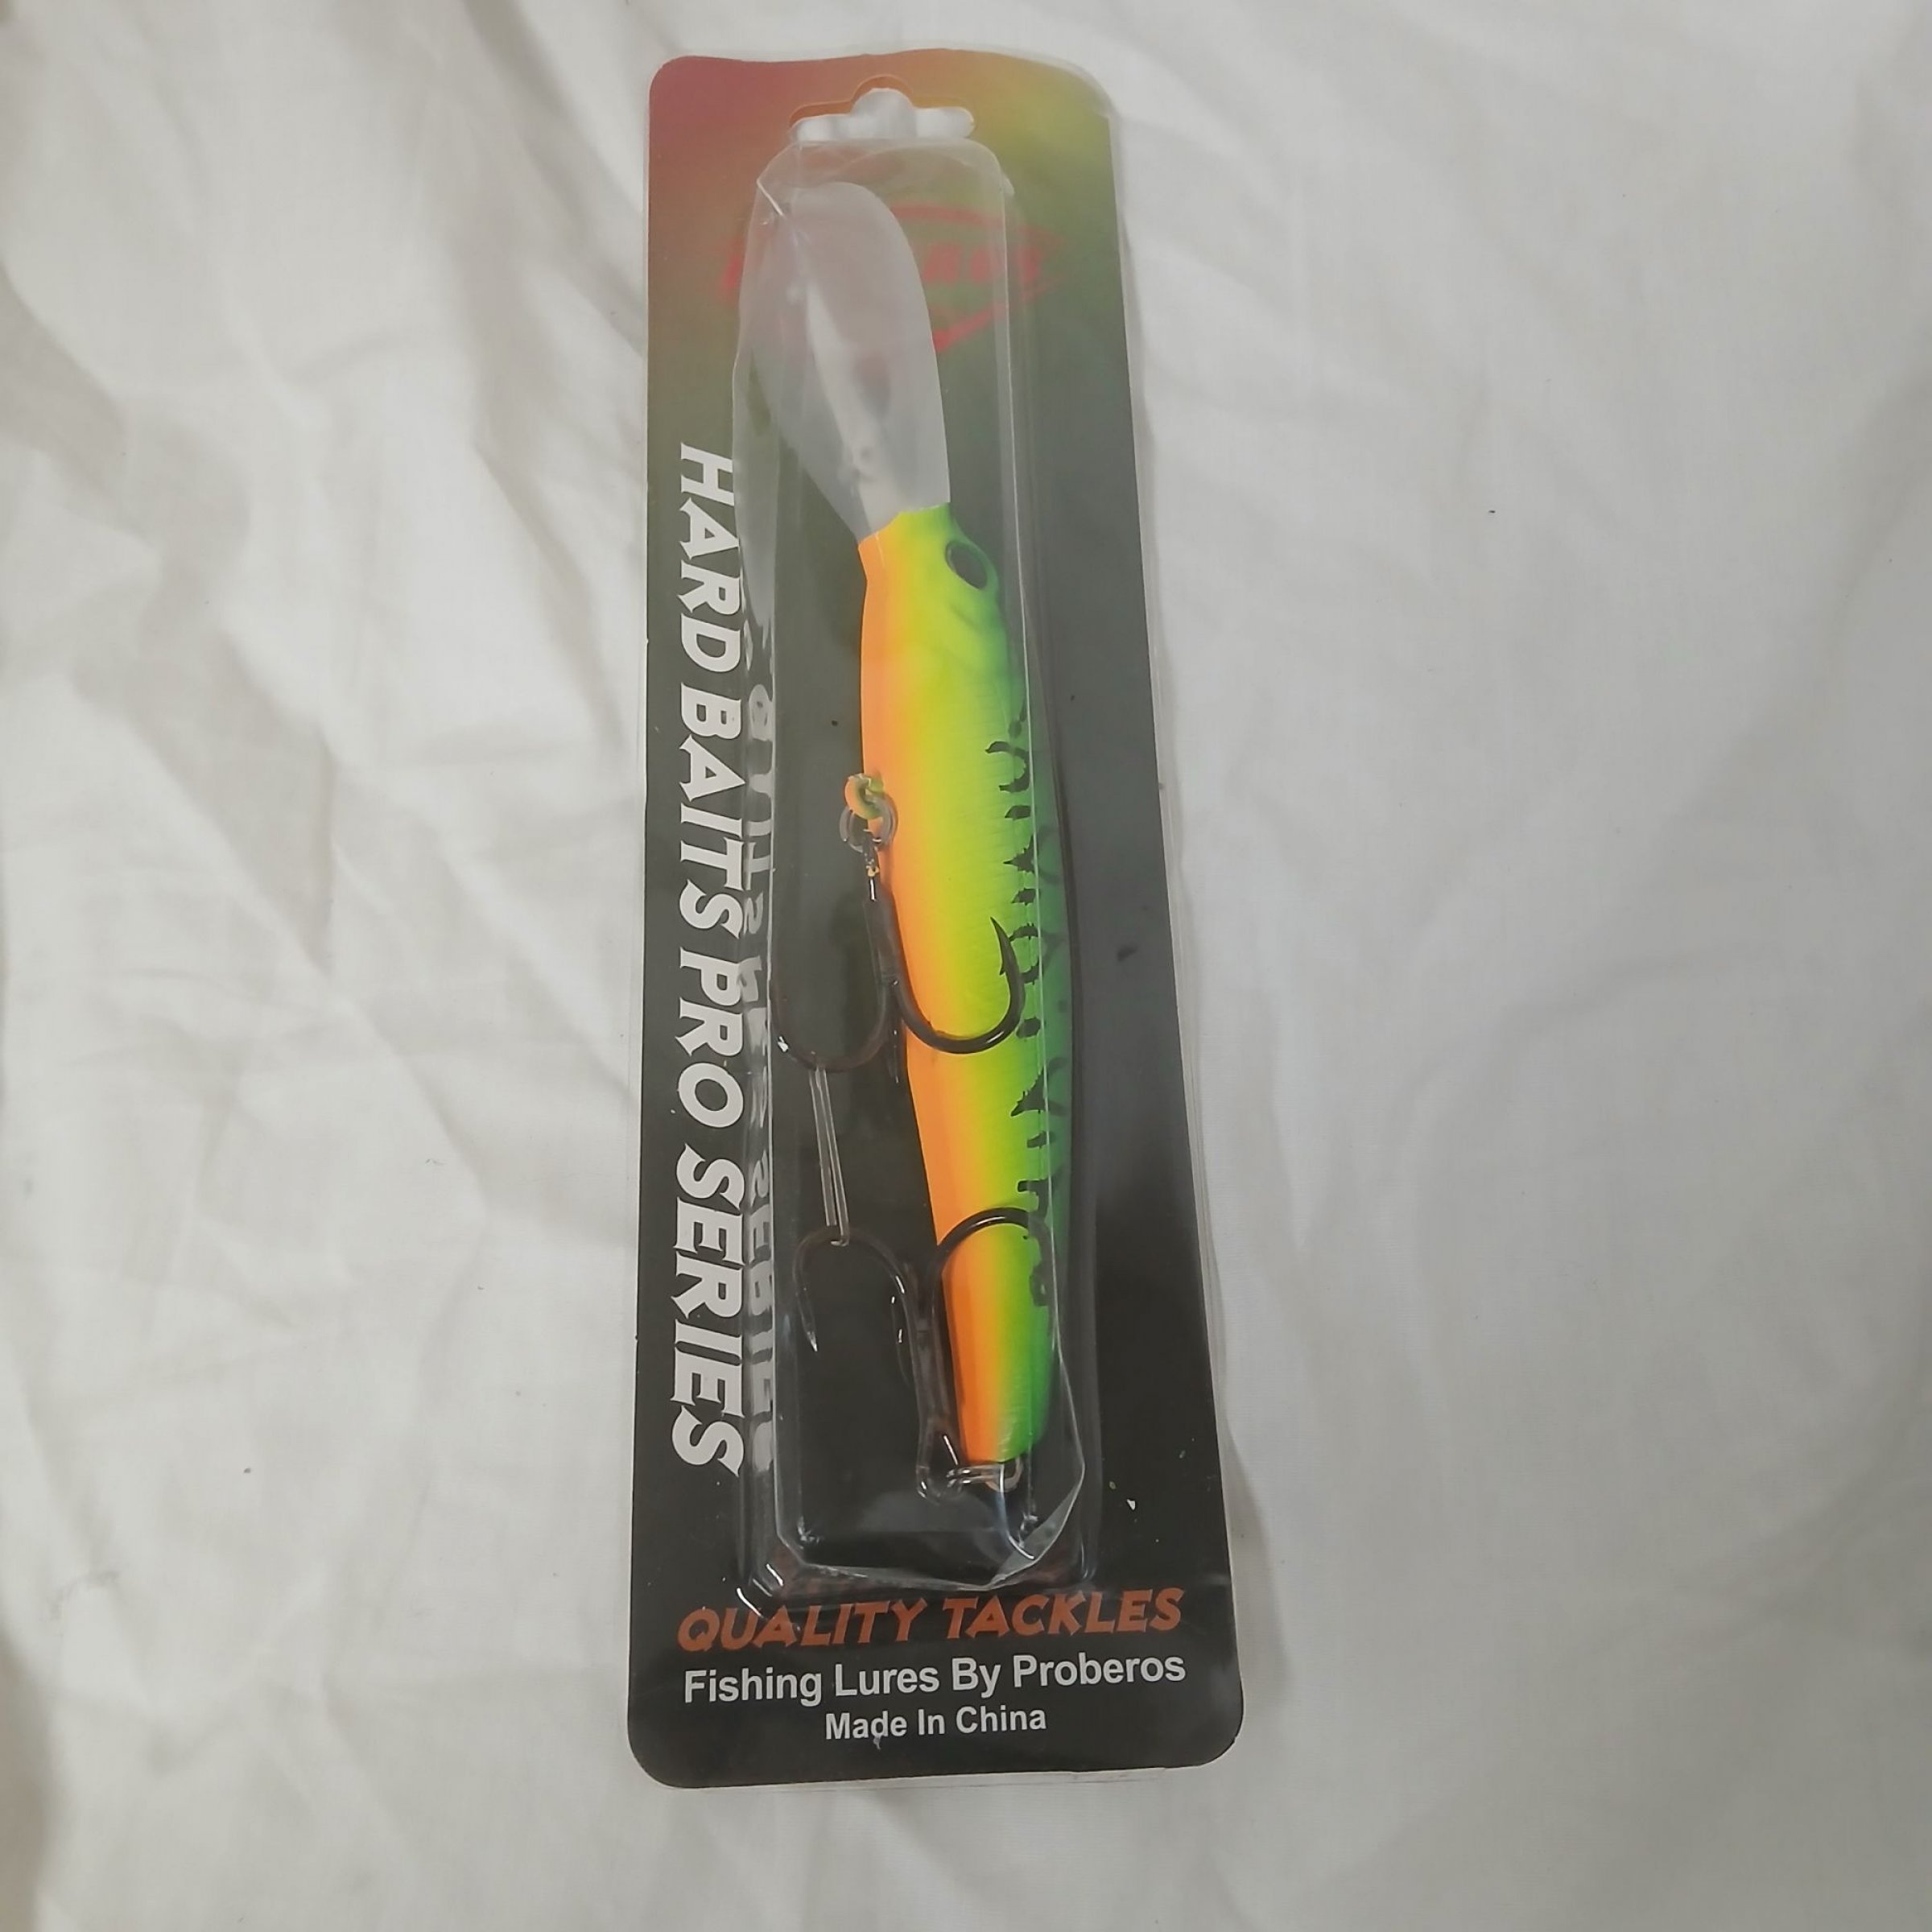 HARD BAITS PRO SERIES
QUALITY TACKLES
Fishing Lures By Proberos
Made In China